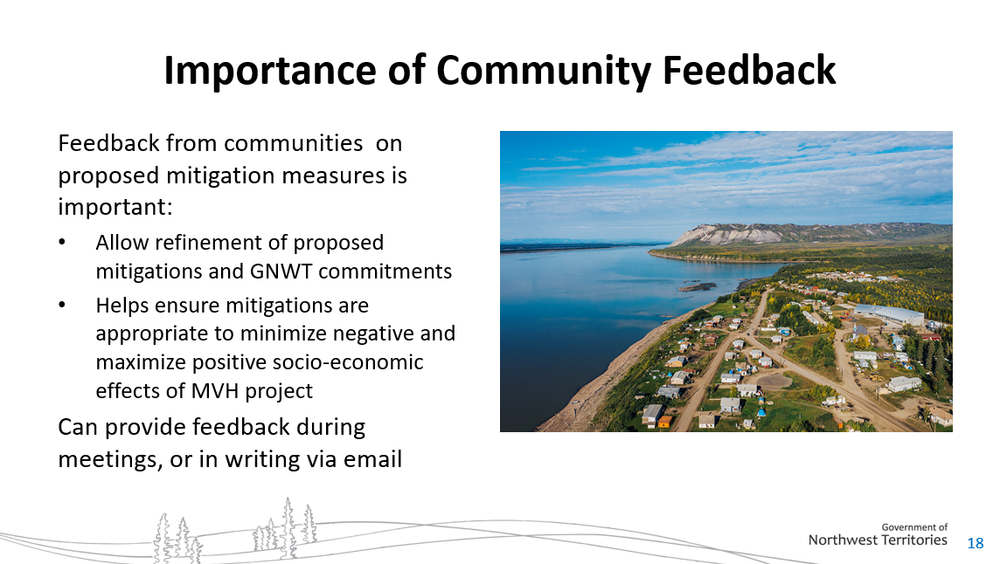 Importance of Community Feedback
Feedback from communities  on
proposed mitigation measures is
important:
• Allow refinement of proposed
mitigations and GNWT commitments
• Helps ensure mitigations are
appropriate to minimize negative and
maximize positive socio-economic
effects of MVH project
Can provide feedback during
meetings, or in writing via email
Government of
Northwest Territories
18